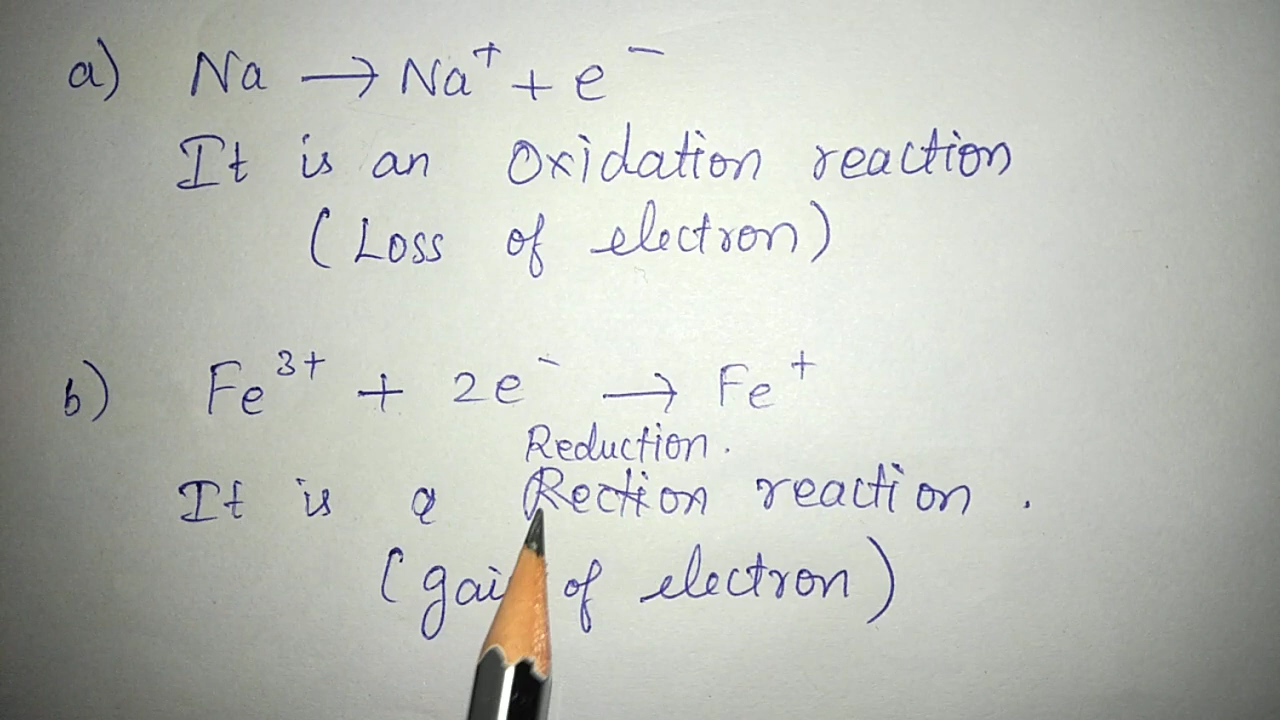 a) Na → Na⁺ + e⁻
It is an Oxidation reaction
(Loss of electron)
b) Fe³⁺ + 2e⁻ → Fe⁺
Reduction.
It is a Rection reaction.
(gai of electron)